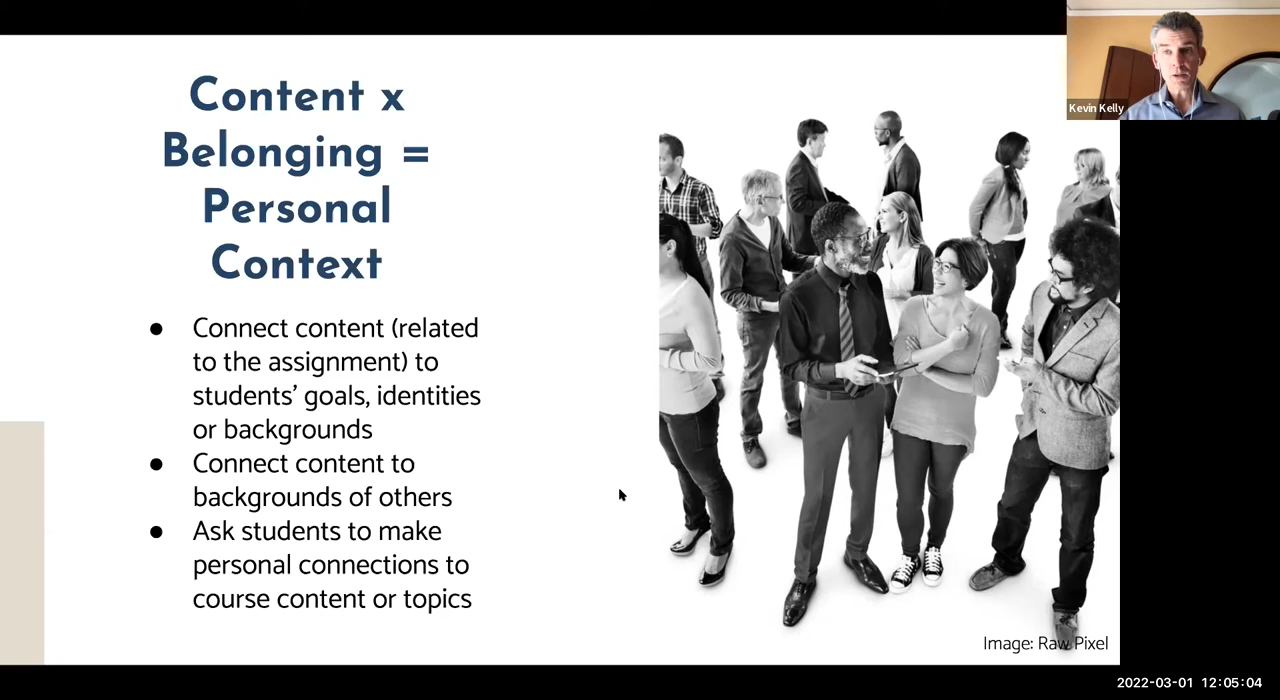 Content x
Belonging =
Personal
Context
● Connect content (related
to the assignment) to
students’ goals, identities
or backgrounds
● Connect content to
backgrounds of others
● Ask students to make
personal connections to
course content or topics
Image: Raw Pixel
Kevin Kelly
2022-03-01 12:05:04